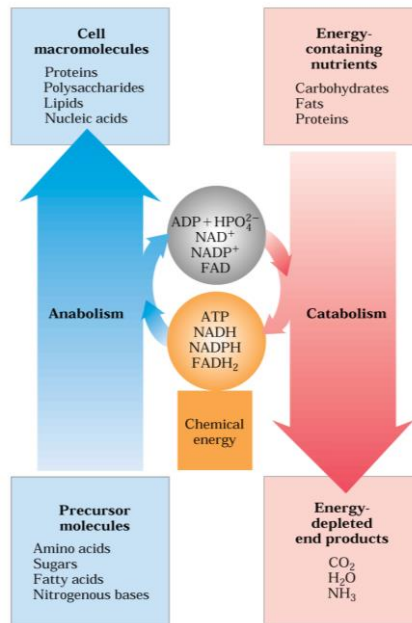 Cell
macromolecules
Proteins
Polysaccharides
Lipids
Nucleic acids
Energy-
containing
nutrients
Carbohydrates
Fats
Proteins
ADP + HPO₄²⁻
NAD⁺
NADP⁺
FAD
Anabolism
ATP
NADH
NADPH
FADH₂
Catabolism
Chemical
energy
Precursor
molecules
Amino acids
Sugars
Fatty acids
Nitrogenous bases
Energy-
depleted
end products
CO₂
H₂O
NH₃